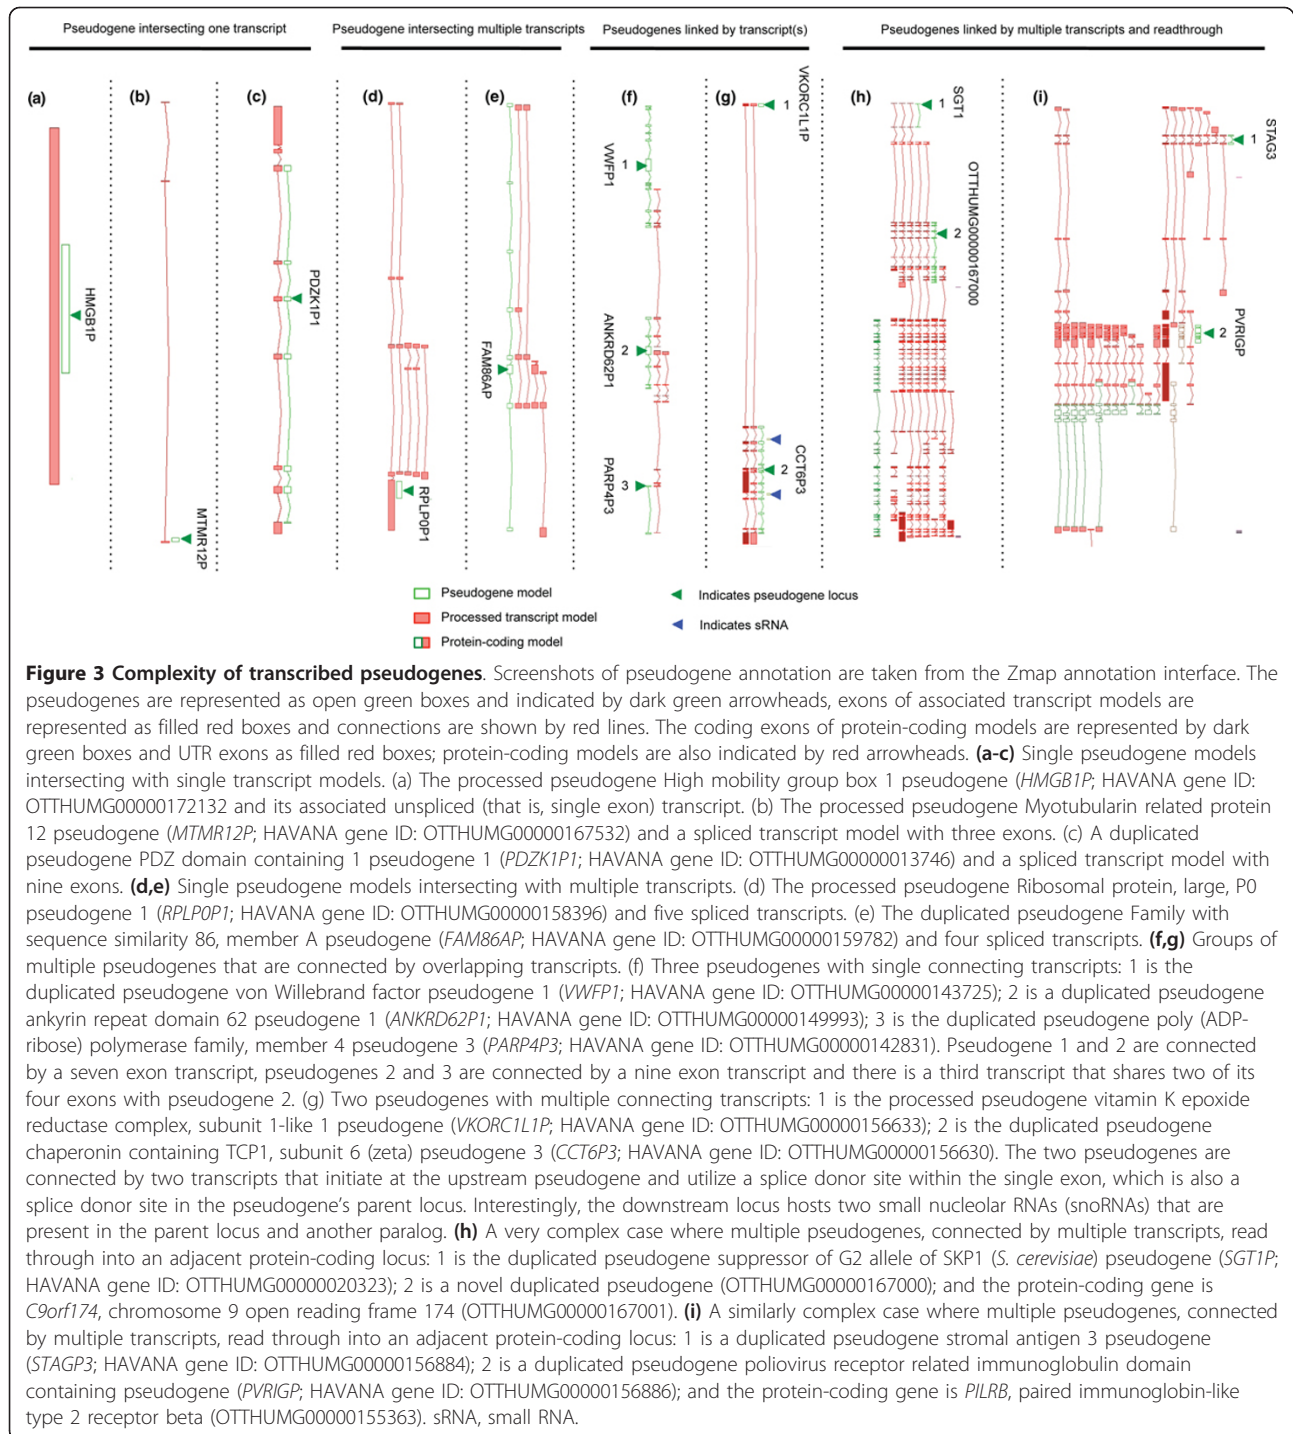 Pseudogene intersecting one transcript
Pseudogene intersecting multiple transcripts
Pseudogenes linked by transcript(s)
Pseudogenes linked by multiple transcripts and readthrough
(a)
HMGB1P
(b)
MTMR12P
(c)
PDZK1P1
(d)
RPLP0P1
(e)
FAM86AP
(f)
VWFP1
1
ANKRD62P1
2
PARP4P3
3
(g)
VKORC1L1P
1
CCT6P3
2
(h)
SGT1
1
OTTHUMG00000167000
2
(i)
STAG3
1
PVRIGP
2
Pseudogene model
Processed transcript model
Protein-coding model
Indicates pseudogene locus
Indicates sRNA
Figure 3 Complexity of transcribed pseudogenes. Screenshots of pseudogene annotation are taken from the Zmap annotation interface. The
pseudogenes are represented as open green boxes and indicated by dark green arrowheads, exons of associated transcript models are
represented as filled red boxes and connections are shown by red lines. The coding exons of protein-coding models are represented by dark
green boxes and UTR exons as filled red boxes; protein-coding models are also indicated by red arrowheads. (a-c) Single pseudogene models
intersecting with single transcript models. (a) The processed pseudogene High mobility group box 1 pseudogene (HMGB1P; HAVANA gene ID:
OTTHUMG00000172132 and its associated unspliced (that is, single exon) transcript. (b) The processed pseudogene Myotubularin related protein
12 pseudogene (MTMR12P; HAVANA gene ID: OTTHUMG00000167532) and a spliced transcript model with three exons. (c) A duplicated
pseudogene PDZ domain containing 1 pseudogene 1 (PDZK1P1; HAVANA gene ID: OTTHUMG00000013746) and a spliced transcript model with
nine exons. (d,e) Single pseudogene models intersecting with multiple transcripts. (d) The processed pseudogene Ribosomal protein, large, P0
pseudogene 1 (RPLP0P1; HAVANA gene ID: OTTHUMG00000158396) and five spliced transcripts. (e) The duplicated pseudogene Family with
sequence similarity 86, member A pseudogene (FAM86AP; HAVANA gene ID: OTTHUMG00000159782) and four spliced transcripts. (f,g) Groups of
multiple pseudogenes that are connected by overlapping transcripts. (f) Three pseudogenes with single connecting transcripts: 1 is the
duplicated pseudogene von Willebrand factor pseudogene 1 (VWFP1; HAVANA gene ID: OTTHUMG00000143725); 2 is a duplicated pseudogene
ankyrin repeat domain 62 pseudogene 1 (ANKRD62P1; HAVANA gene ID: OTTHUMG00000149993); 3 is the duplicated pseudogene poly (ADP-
ribose) polymerase family, member 4 pseudogene 3 (PARP4P3; HAVANA gene ID: OTTHUMG00000142831). Pseudogene 1 and 2 are connected
by a seven exon transcript, pseudogenes 2 and 3 are connected by a nine exon transcript and there is a third transcript that shares two of its
four exons with pseudogene 2. (g) Two pseudogenes with multiple connecting transcripts: 1 is the processed pseudogene vitamin K epoxide
reductase complex, subunit 1-like 1 pseudogene (VKORC1L1P; HAVANA gene ID: OTTHUMG00000156633); 2 is the duplicated pseudogene
chaperonin containing TCP1, subunit 6 (zeta) pseudogene 3 (CCT6P3; HAVANA gene ID: OTTHUMG00000156630). The two pseudogenes are
connected by two transcripts that initiate at the upstream pseudogene and utilize a splice donor site within the single exon, which is also a
splice donor site in the pseudogene's parent locus. Interestingly, the downstream locus hosts two small nucleolar RNAs (snoRNAs) that are
present in the parent locus and another paralog. (h) A very complex case where multiple pseudogenes, connected by multiple transcripts, read
through into an adjacent protein-coding locus: 1 is the duplicated pseudogene suppressor of G2 allele of SKP1 (S. cerevisiae) pseudogene (SGT1P;
HAVANA gene ID: OTTHUMG00000020323); 2 is a novel duplicated pseudogene (OTTHUMG00000167000); and the protein-coding gene is
C9orf174, chromosome 9 open reading frame 174 (OTTHUMG00000167001). (i) A similarly complex case where multiple pseudogenes, connected
by multiple transcripts, read through into an adjacent protein-coding locus: 1 is a duplicated pseudogene stromal antigen 3 pseudogene
(STAGP3; HAVANA gene ID: OTTHUMG00000156884); 2 is a duplicated pseudogene poliovirus receptor related immunoglobulin domain
containing pseudogene (PVRIGP; HAVANA gene ID: OTTHUMG00000156886); and the protein-coding gene is PILRB, paired immunoglobin-like
type 2 receptor beta (OTTHUMG00000155363). sRNA, small RNA.